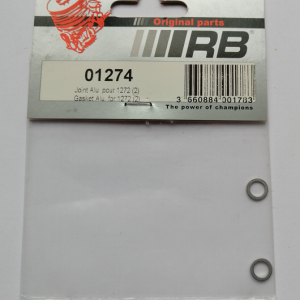 Original parts
RB
01274
Joint Alu. pour 1272 (2)
Gasket Alu. for 1272 (2)
3 660884 001703
The power of champions